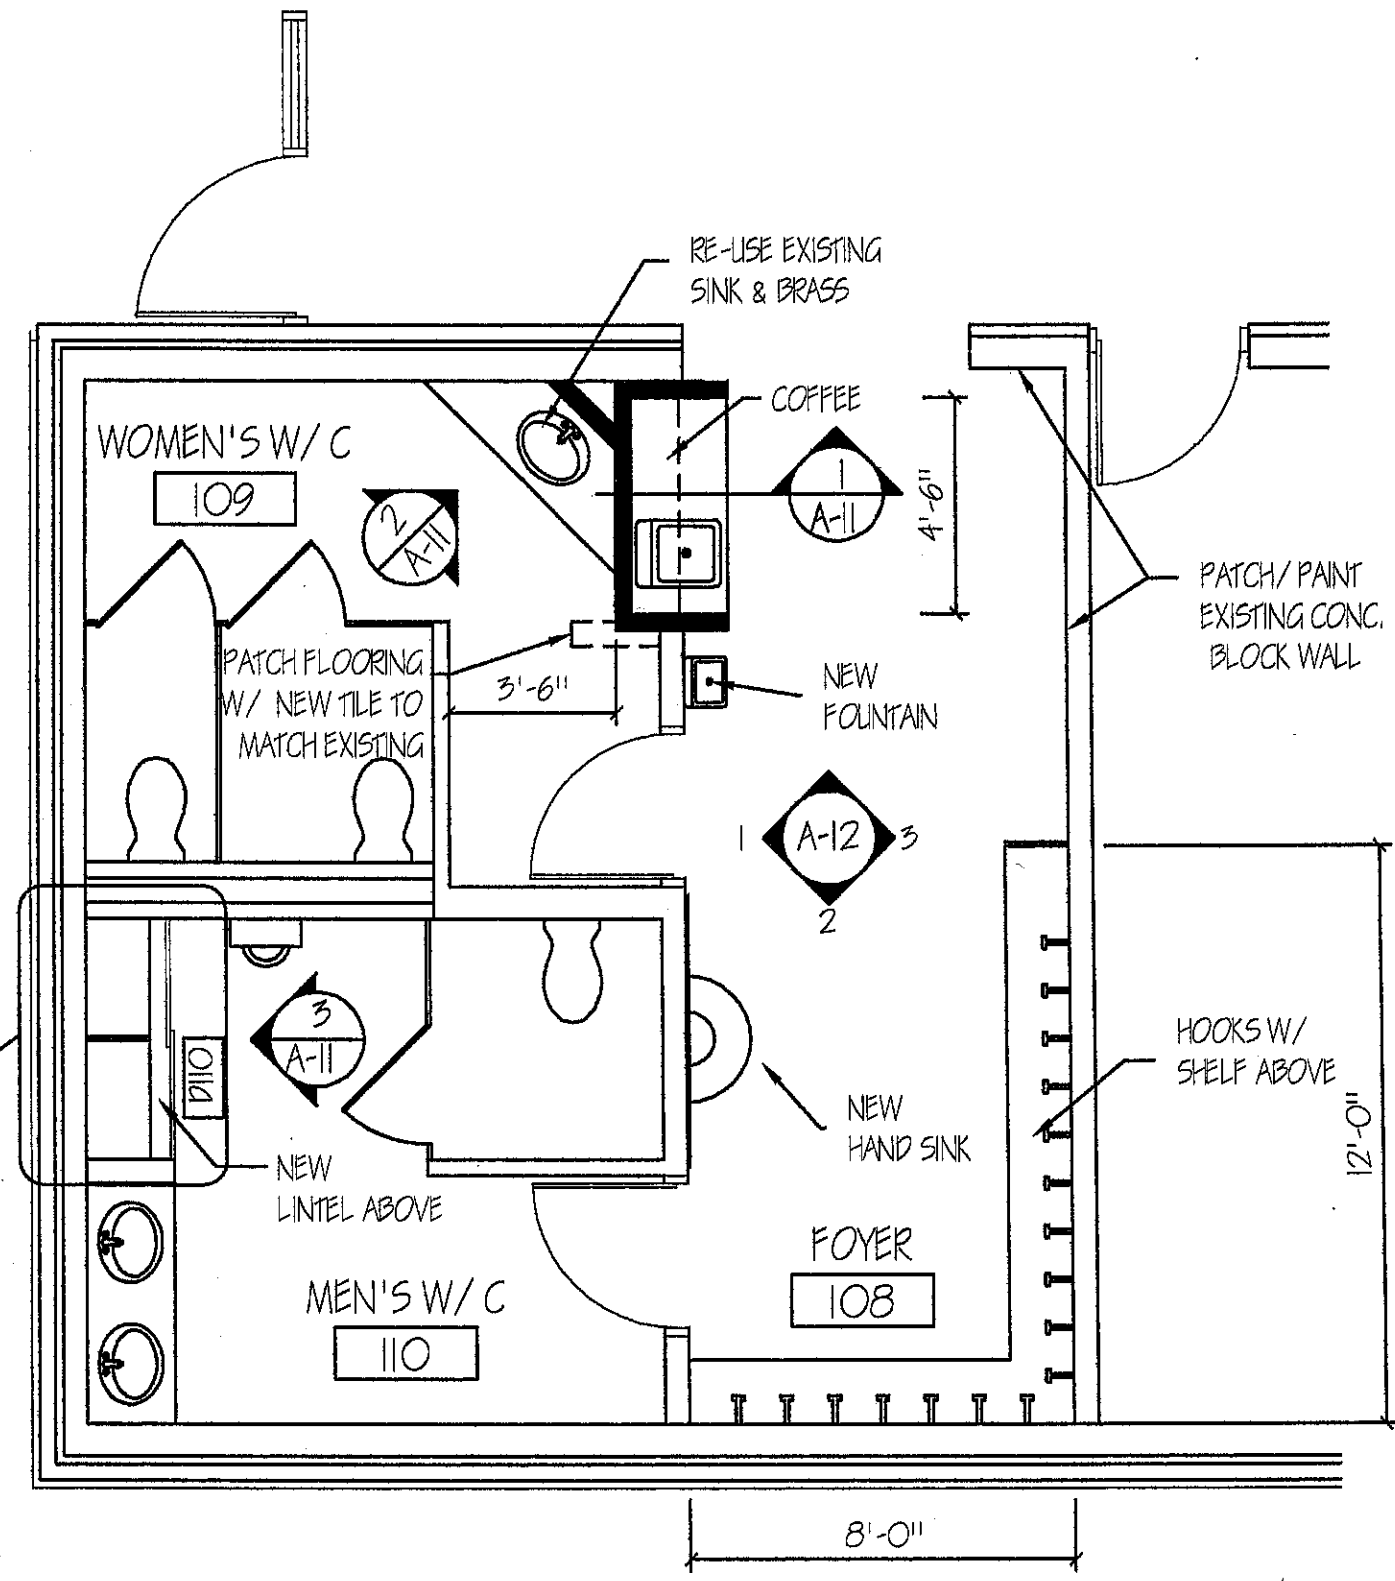 RE-USE EXISTING
SINK & BRASS
COFFEE
WOMEN'S W/C
109
2
A-11
1
A-11
4'-6"
PATCH/ PAINT
EXISTING CONC.
BLOCK WALL
PATCH FLOORING
W/ NEW TILE TO
MATCH EXISTING
3'-6"
NEW
FOUNTAIN
1
A-12
3
2
3
A-11
D110
NEW
LINTEL ABOVE
NEW
HAND SINK
HOOKS W/
SHELF ABOVE
12'-0"
FOYER
108
MEN'S W/C
110
8'-0"